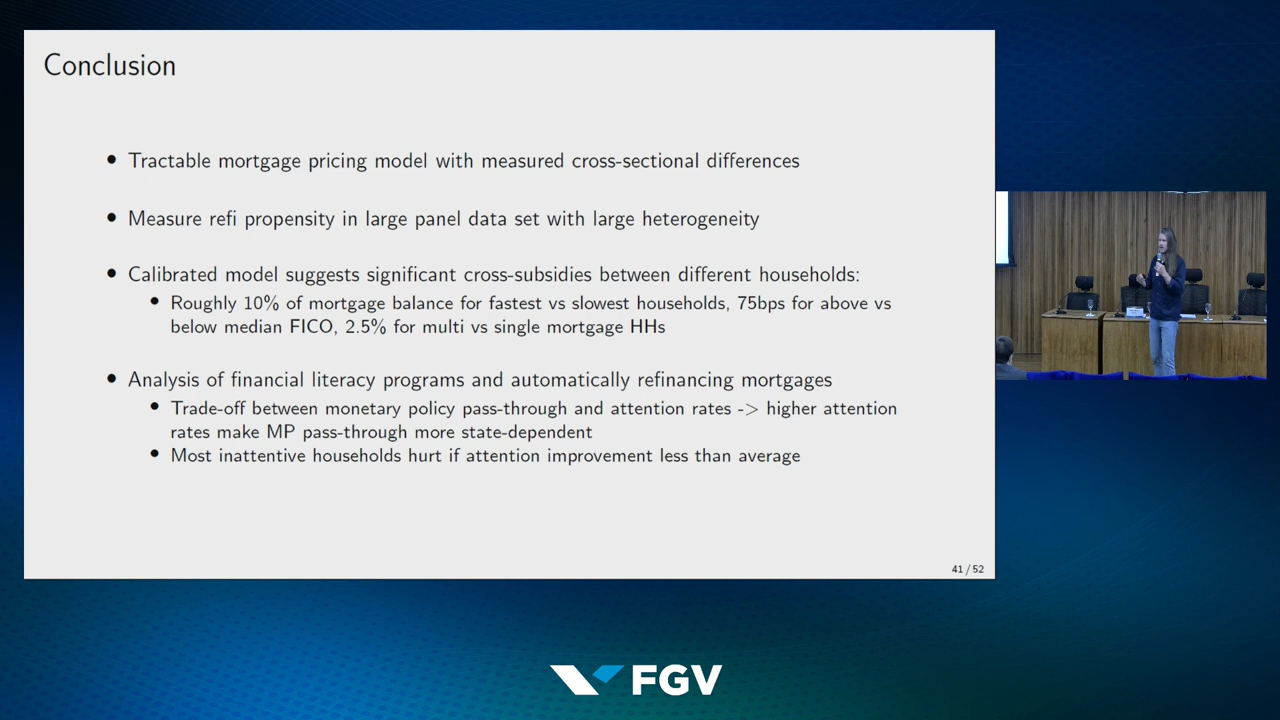 Conclusion
Tractable mortgage pricing model with measured cross-sectional differences
Measure refi propensity in large panel data set with large heterogeneity
Calibrated model suggests significant cross-subsidies between different households:
Roughly 10% of mortgage balance for fastest vs slowest households, 75bps for above vs
below median FICO, 2.5% for multi vs single mortgage HHs
Analysis of financial literacy programs and automatically refinancing mortgages
Trade-off between monetary policy pass-through and attention rates -> higher attention
rates make MP pass-through more state-dependent
Most inattentive households hurt if attention improvement less than average
41 / 52
FGV